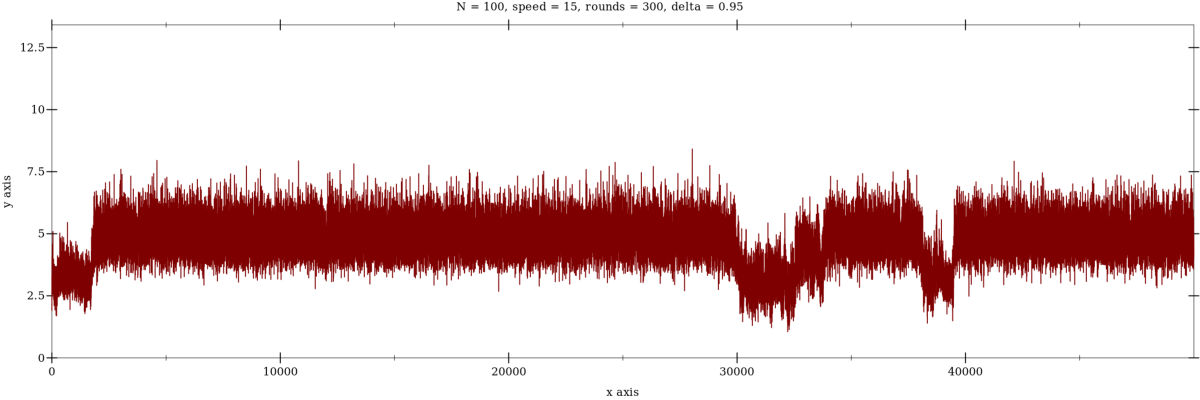 N = 100, speed = 15, rounds = 300, delta = 0.95
12.5
10
7.5
5
2.5
0
y axis
0 10000 20000 30000 40000
x axis